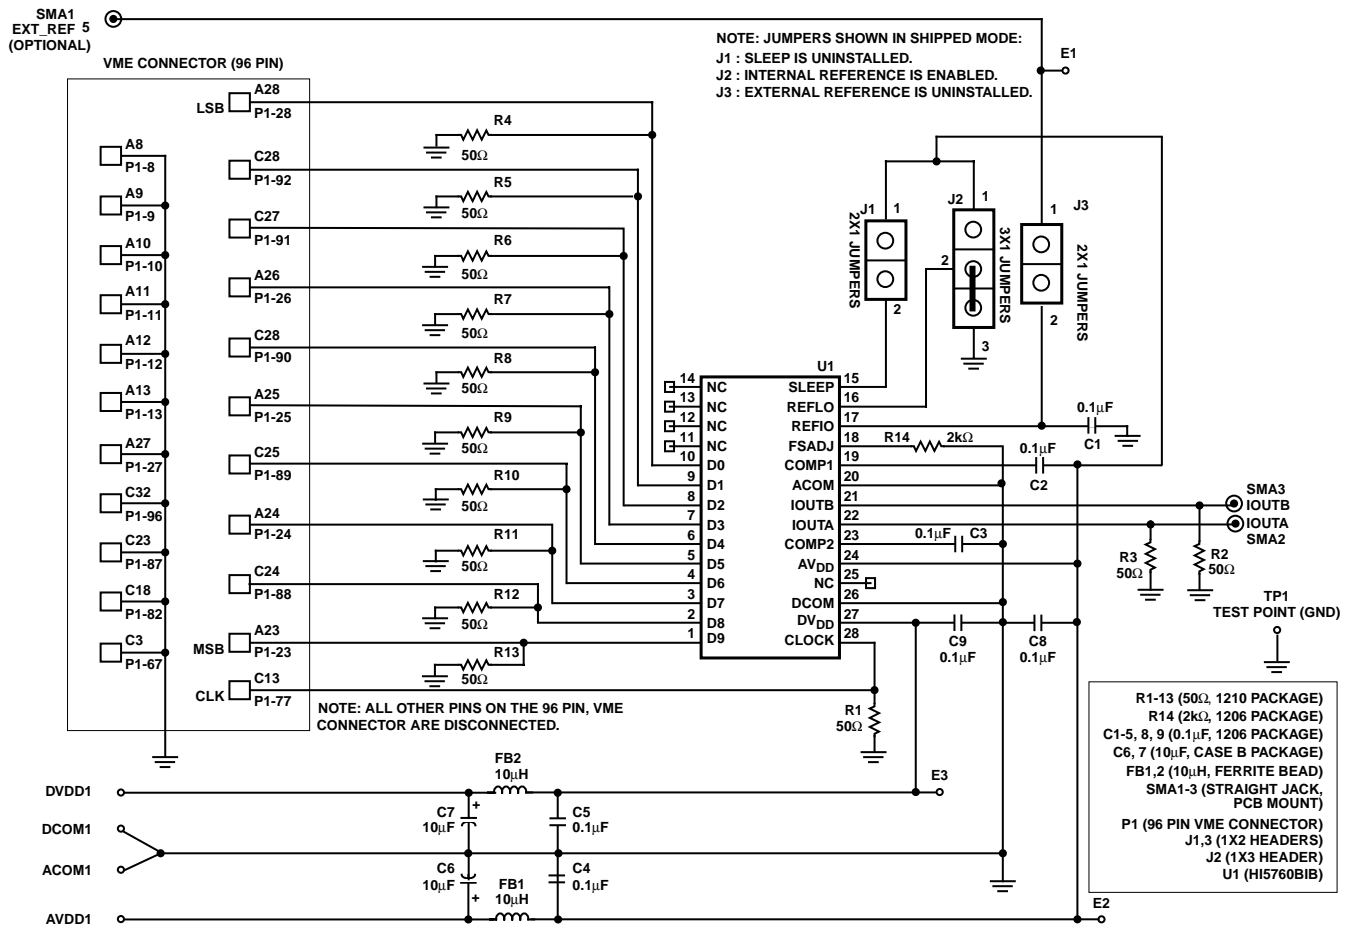 SMA1
EXT_REF 5
(OPTIONAL)
VME CONNECTOR (96 PIN)
NOTE: JUMPERS SHOWN IN SHIPPED MODE:
J1 : SLEEP IS UNINSTALLED.
J2 : INTERNAL REFERENCE IS ENABLED.
J3 : EXTERNAL REFERENCE IS UNINSTALLED.
E1
A8
P1-8
A9
P1-9
A10
P1-10
A11
P1-11
A12
P1-12
A13
P1-13
A27
P1-27
C32
P1-96
C23
P1-87
C18
P1-82
C3
P1-67
LSB
A28
P1-28
C28
P1-92
C27
P1-91
A26
P1-26
C28
P1-90
A25
P1-25
C25
P1-89
A24
P1-24
C24
P1-88
MSB
A23
P1-23
CLK
C13
P1-77
R4
50Ω
R5
50Ω
R6
50Ω
R7
50Ω
R8
50Ω
R9
50Ω
R10
50Ω
R11
50Ω
R12
50Ω
R13
50Ω
NOTE: ALL OTHER PINS ON THE 96 PIN, VME
CONNECTOR ARE DISCONNECTED.
J1
1
2
2X1 JUMPERS
J2
1
2
3
3X1 JUMPERS
J3
1
2
2X1 JUMPERS
U1
14 NC
13 NC
12 NC
11 NC
10 D0
9 D1
8 D2
7 D3
6 D4
5 D5
4 D6
3 D7
2 D8
1 D9
SLEEP 15
REFLO 16
REFIO 17
FSADJ 18
COMP1 19
ACOM 20
IOUTB 21
IOUTA 22
COMP2 23
AVDD 24
NC 25
DCOM 26
DVDD 27
CLOCK 28
R14 2kΩ
0.1µF
C1
0.1µF
C2
0.1µF C3
C9
0.1µF
C8
0.1µF
R1
50Ω
R3
50Ω
R2
50Ω
SMA3
IOUTB
IOUTA
SMA2
TP1
TEST POINT (GND)
R1-13 (50Ω, 1210 PACKAGE)
R14 (2kΩ, 1206 PACKAGE)
C1-5, 8, 9 (0.1µF, 1206 PACKAGE)
C6, 7 (10µF, CASE B PACKAGE)
FB1,2 (10µH, FERRITE BEAD)
SMA1-3 (STRAIGHT JACK,
PCB MOUNT)
P1 (96 PIN VME CONNECTOR)
J1,3 (1X2 HEADERS)
J2 (1X3 HEADER)
U1 (HI5760BIB)
DVDD1
DCOM1
ACOM1
AVDD1
FB2
10µH
C7
10µF
+
C5
0.1µF
C6
10µF
+
FB1
10µH
C4
0.1µF
E3
E2